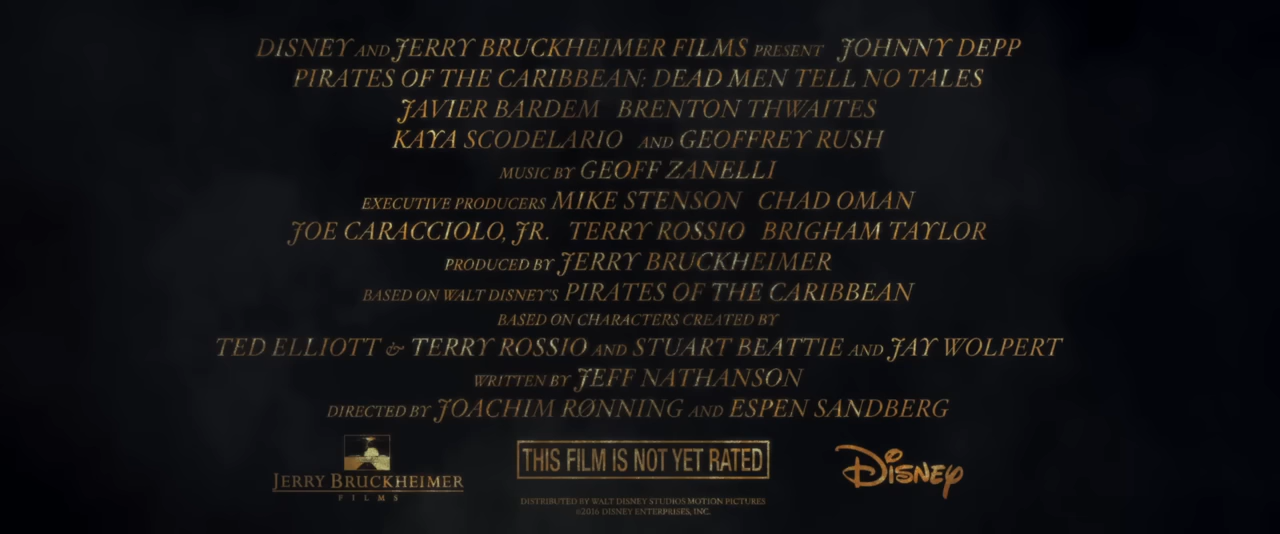 DISNEY AND JERRY BRUCKHEIMER FILMS PRESENT JOHNNY DEPP
PIRATES OF THE CARIBBEAN: DEAD MEN TELL NO TALES
JAVIER BARDEM BRENTON THWAITES
KAYA SCODELARIO AND GEOFFREY RUSH
MUSIC BY GEOFF ZANELLI
EXECUTIVE PRODUCERS MIKE STENSON CHAD OMAN
JOE CARACCIOLO, JR. TERRY ROSSIO BRIGHAM TAYLOR
PRODUCED BY JERRY BRUCKHEIMER
BASED ON WALT DISNEY'S PIRATES OF THE CARIBBEAN
BASED ON CHARACTERS CREATED BY
TED ELLIOTT & TERRY ROSSIO AND STUART BEATTIE AND JAY WOLPERT
WRITTEN BY JEFF NATHANSON
DIRECTED BY JOACHIM RØNNING AND ESPEN SANDBERG
JERRY BRUCKHEIMER
FILMS
THIS FILM IS NOT YET RATED
DISTRIBUTED BY WALT DISNEY STUDIOS MOTION PICTURES
©2016 DISNEY ENTERPRISES, INC.
Disney